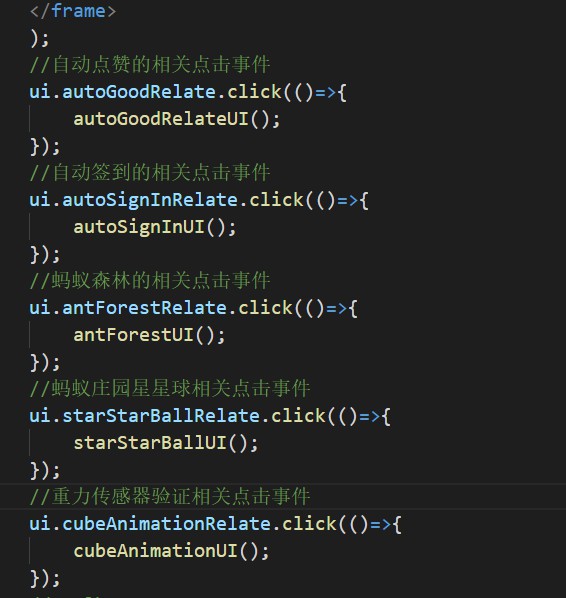 </frame>
);
//自动点赞的相关点击事件
ui.autoGoodRelate.click(()=>{
    autoGoodRelateUI();
});
//自动签到的相关点击事件
ui.autoSignInRelate.click(()=>{
    autoSignInUI();
});
//蚂蚁森林的相关点击事件
ui.antForestRelate.click(()=>{
    antForestUI();
});
//蚂蚁庄园星星球相关点击事件
ui.starStarBallRelate.click(()=>{
    starStarBallUI();
});
//重力传感器验证相关点击事件
ui.cubeAnimationRelate.click(()=>{
    cubeAnimationUI();
});